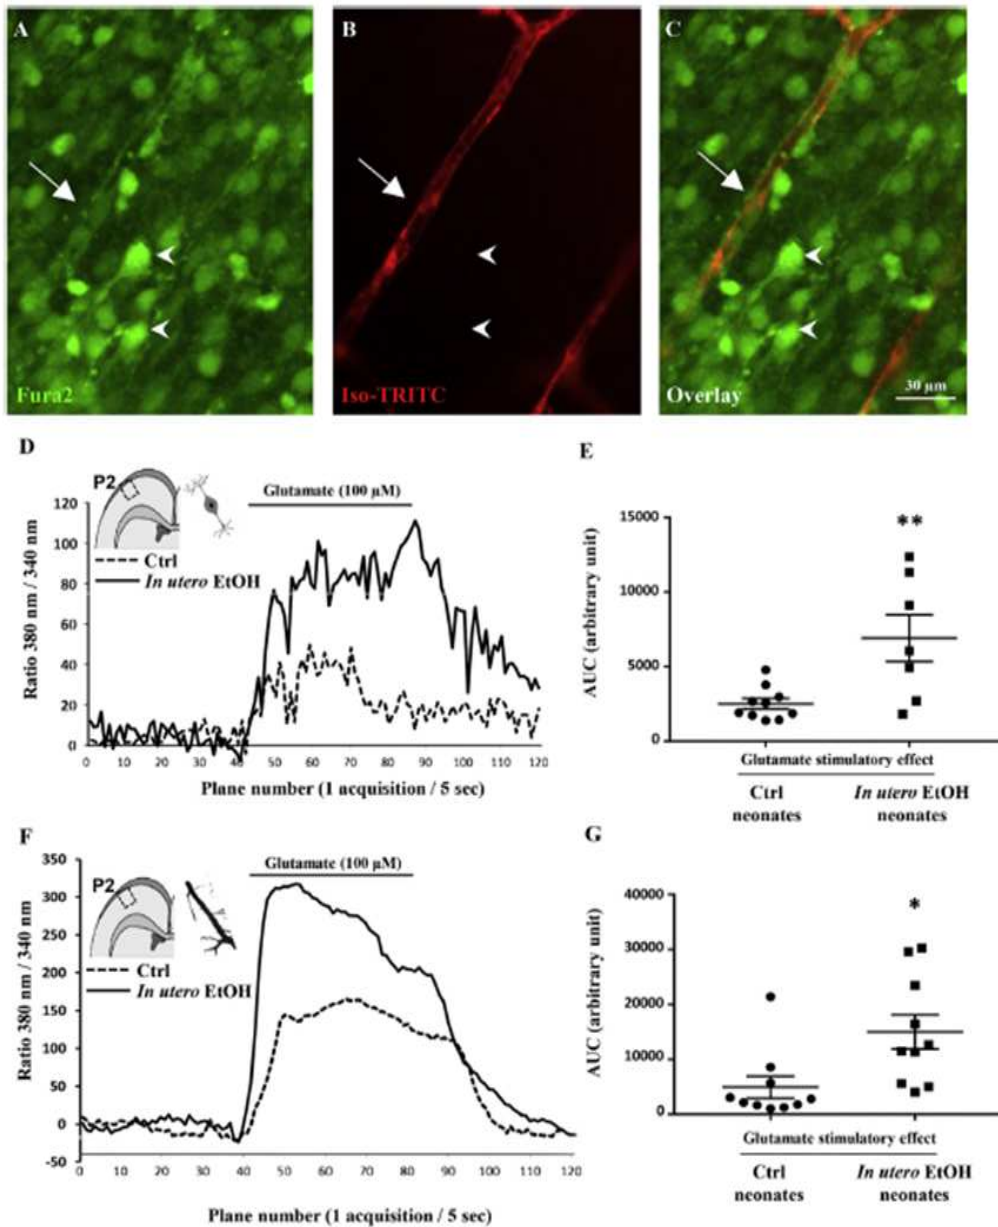 A
B
C
Fura2
Iso-TRITC
Overlay
30 µm
D
P2
Glutamate (100 µM)
Ctrl
In utero EtOH
120
100
80
60
40
20
0
Ratio 380 nm / 340 nm
0 10 20 30 40 50 60 70 80 90 100 110 120
Plane number (1 acquisition / 5 sec)
E
**
15000
10000
5000
0
AUC (arbitrary unit)
Glutamate stimulatory effect
Ctrl
neonates
In utero EtOH
neonates
F
P2
Glutamate (100 µM)
Ctrl
In utero EtOH
350
300
250
200
150
100
50
0
-50
Ratio 380 nm / 340 nm
0 10 20 30 40 50 60 70 80 90 100 110 120
Plane number (1 acquisition / 5 sec)
G
*
40000
30000
20000
10000
0
AUC (arbitrary unit)
Glutamate stimulatory effect
Ctrl
neonates
In utero EtOH
neonates